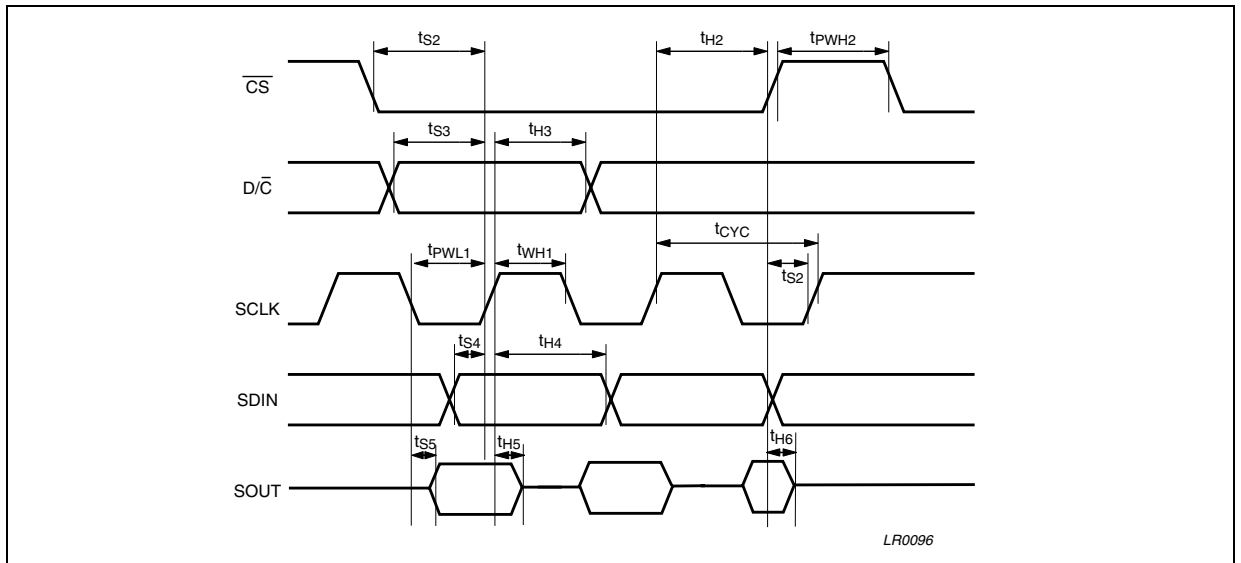 tS2 tH2 tPWH2
CS
tS3 tH3
D/C
tCYC
tPWL1 tWH1
tS2
SCLK
tS4 tH4
SDIN
tS5 tH5 tH6
SOUT
LR0096